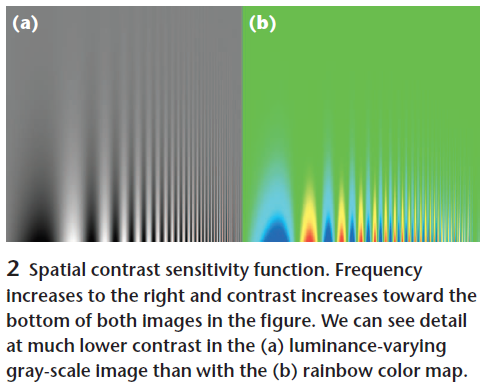 (a) (b)
2 Spatial contrast sensitivity function. Frequency
increases to the right and contrast increases toward the
bottom of both images in the figure. We can see detail
at much lower contrast in the (a) luminance-varying
gray-scale image than with the (b) rainbow color map.